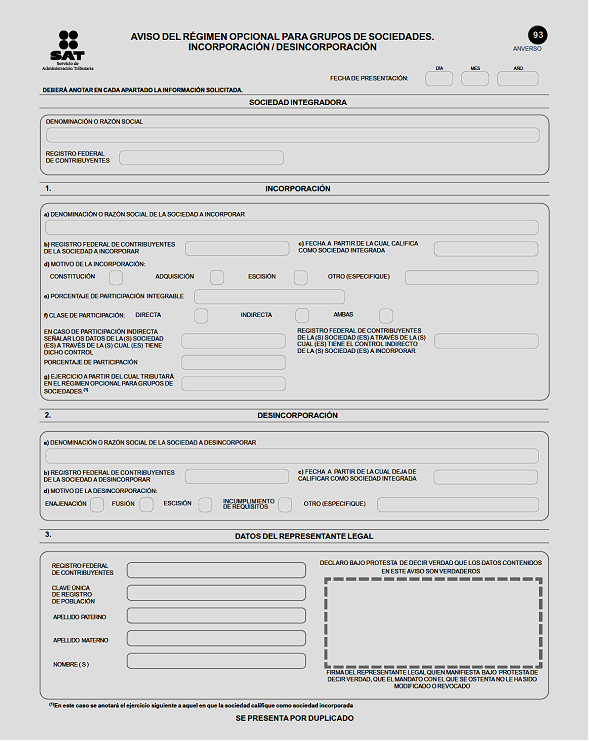 AVISO DEL RÉGIMEN OPCIONAL PARA GRUPOS DE SOCIEDADES.
INCORPORACIÓN / DESINCORPORACIÓN
93
ANVERSO
SAT
Servicio de
Administración Tributaria
DIA MES AÑO
FECHA DE PRESENTACIÓN:
DEBERÁ ANOTAR EN CADA APARTADO LA INFORMACIÓN SOLICITADA.
SOCIEDAD INTEGRADORA
DENOMINACIÓN O RAZÓN SOCIAL
REGISTRO FEDERAL
DE CONTRIBUYENTES
1. INCORPORACIÓN
a) DENOMINACIÓN O RAZÓN SOCIAL DE LA SOCIEDAD A INCORPORAR
b) REGISTRO FEDERAL DE CONTRIBUYENTES
DE LA SOCIEDAD A INCORPORAR
c) FECHA A PARTIR DE LA CUAL CALIFICA
COMO SOCIEDAD INTEGRADA
d) MOTIVO DE LA INCORPORACIÓN:
CONSTITUCIÓN ADQUISICIÓN ESCISIÓN OTRO (ESPECIFIQUE)
e) PORCENTAJE DE PARTICIPACIÓN INTEGRABLE
f) CLASE DE PARTICIPACIÓN: DIRECTA INDIRECTA AMBAS
EN CASO DE PARTICIPACIÓN INDIRECTA
SEÑALAR LOS DATOS DE LA (S) SOCIEDAD
(ES) A TRAVÉS DE LA (S) CUAL (ES) TIENE
DICHO CONTROL
REGISTRO FEDERAL DE CONTRIBUYENTES
DE LA (S) SOCIEDAD (ES) A TRAVÉS DE LA (S)
CUAL (ES) TIENE EL CONTROL INDIRECTO
DE LA (S) SOCIEDAD (ES) A INCORPORAR
PORCENTAJE DE PARTICIPACIÓN
g) EJERCICIO A PARTIR DEL CUAL TRIBUTARÁ
EN EL RÉGIMEN OPCIONAL PARA GRUPOS DE
SOCIEDADES.(1)
2. DESINCORPORACIÓN
a) DENOMINACIÓN O RAZÓN SOCIAL DE LA SOCIEDAD A DESINCORPORAR
b) REGISTRO FEDERAL DE CONTRIBUYENTES
DE LA SOCIEDAD A DESINCORPORAR
c) FECHA A PARTIR DE LA CUAL DEJA DE
CALIFICAR COMO SOCIEDAD INTEGRADA
d) MOTIVO DE LA DESINCORPORACIÓN:
ENAJENACIÓN FUSIÓN ESCISIÓN INCUMPLIMIENTO
DE REQUISITOS OTRO (ESPECIFIQUE)
3. DATOS DEL REPRESENTANTE LEGAL
REGISTRO FEDERAL
DE CONTRIBUYENTES
CLAVE ÚNICA
DE REGISTRO
DE POBLACIÓN
APELLIDO PATERNO
APELLIDO MATERNO
NOMBRE ( S )
DECLARO BAJO PROTESTA DE DECIR VERDAD QUE LOS DATOS CONTENIDOS
EN ESTE AVISO SON VERDADEROS
FIRMA DEL REPRESENTANTE LEGAL QUIEN MANIFIESTA BAJO PROTESTA DE
DECIR VERDAD, QUE EL MANDATO CON EL QUE SE OSTENTA NO LE HA SIDO
MODIFICADO O REVOCADO
(1)En este caso se anotará el ejercicio siguiente a aquel en que la sociedad califique como sociedad incorporada
SE PRESENTA POR DUPLICADO